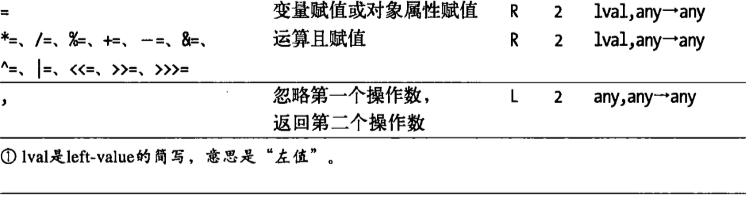 = 变量赋值或对象属性赋值 R 2 lval,any→any
*=、/=、%=、+=、-=、&=、 运算且赋值 R 2 lval,any→any
^=、|=、<<=、>>=、>>>=
, 忽略第一个操作数, L 2 any,any→any
返回第二个操作数
① lval是left-value的简写，意思是“左值”。